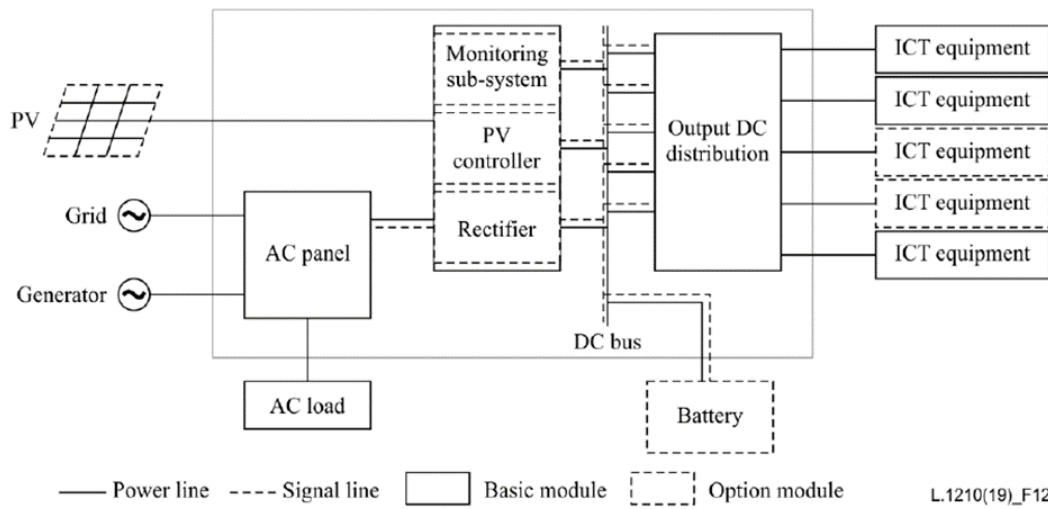 Monitoring
sub-system
PV
controller
Rectifier
Output DC
distribution
ICT equipment
ICT equipment
ICT equipment
ICT equipment
ICT equipment
PV
Grid
Generator
AC panel
AC load
DC bus
Battery
Power line
Signal line
Basic module
Option module
L.1210(19)_F12